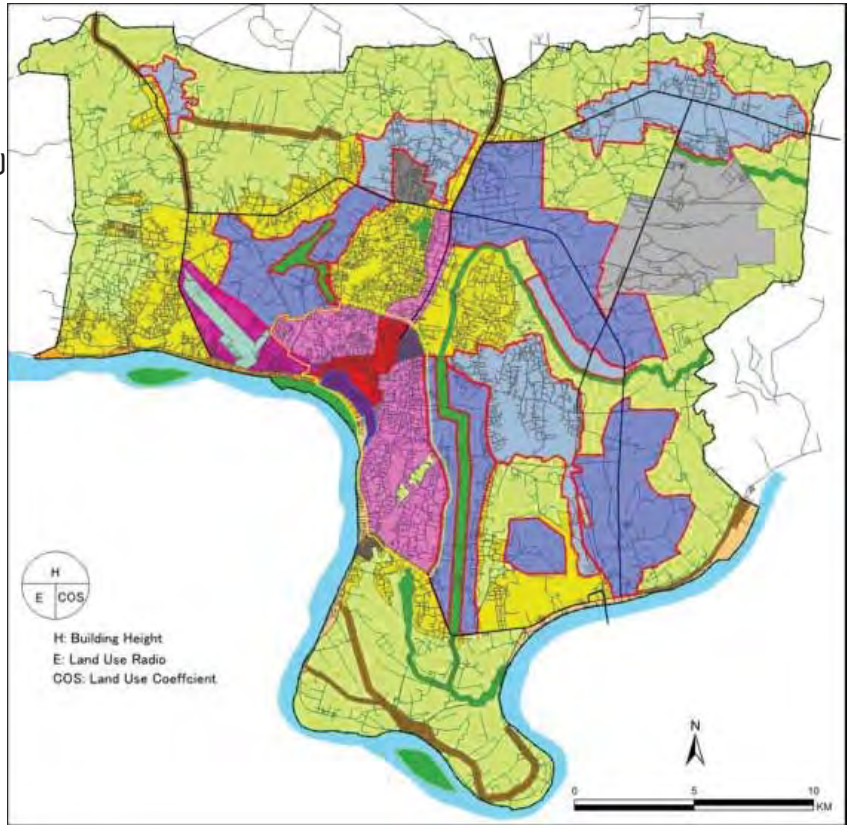 H
E COS
H: Building Height
E: Land Use Radio
COS: Land Use Coeffcient
N
0 5 10
KM